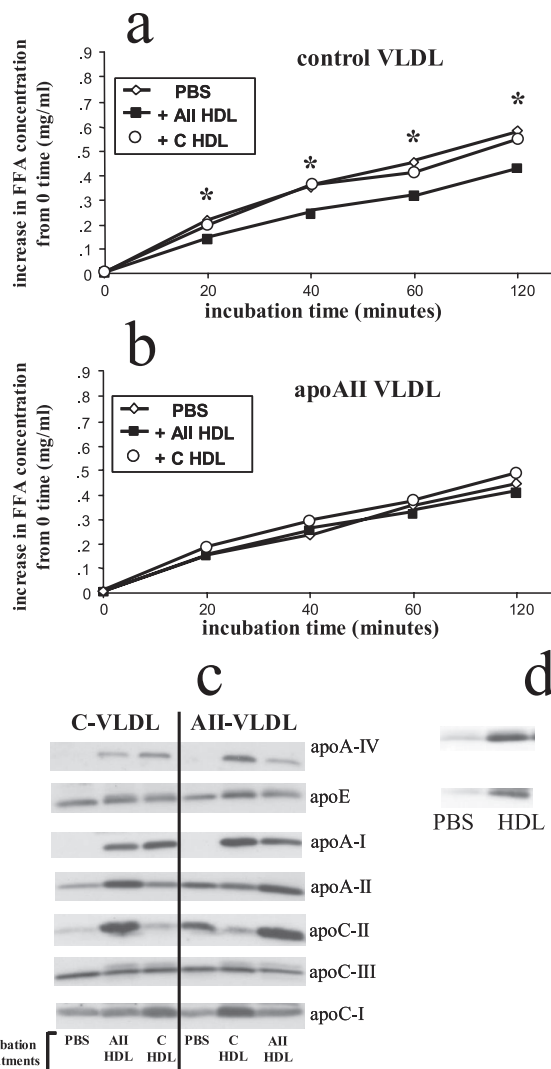 a
control VLDL
increase in FFA concentration
from 0 time (mg/ml)
.9
.8
.7
.6
.5
.4
.3
.2
.1
0
PBS
+ AII HDL
+ C HDL
*
*
*
*
0 20 40 60 120
incubation time (minutes)
b
apoAII VLDL
increase in FFA concentration
from 0 time (mg/ml)
.9
.8
.7
.6
.5
.4
.3
.2
.1
0
PBS
+ AII HDL
+ C HDL
0 20 40 60 120
incubation time (minutes)
c
C-VLDL AII-VLDL
apoA-IV
apoE
apoA-I
apoA-II
apoC-II
apoC-III
apoC-I
PBS AII HDL C HDL PBS C HDL AII HDL
bation
tments
d
PBS HDL